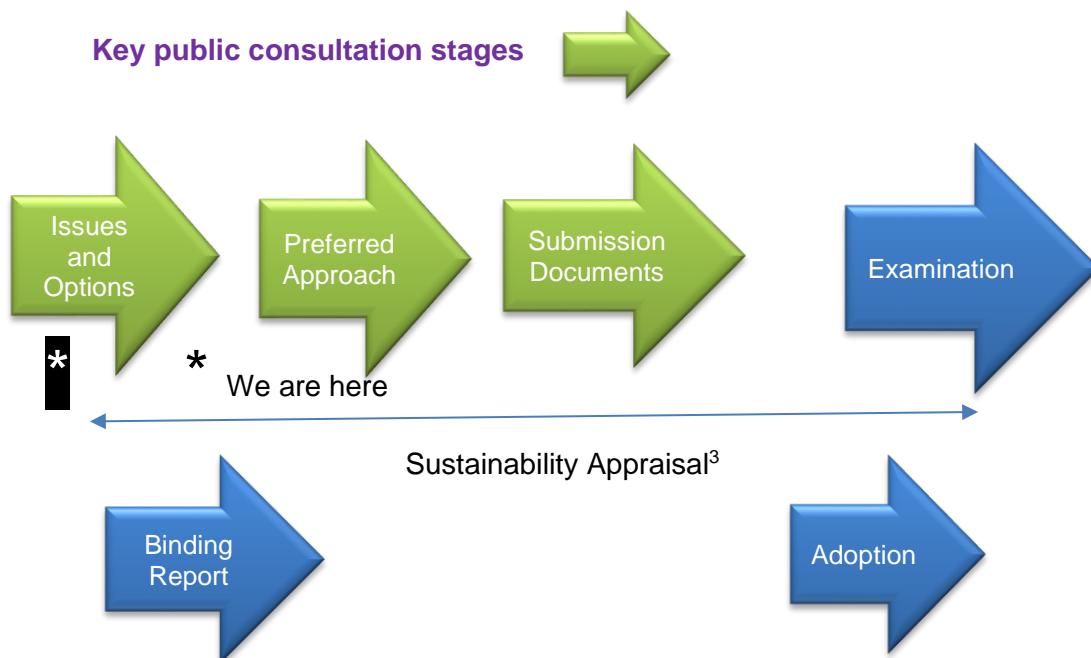 Key public consultation stages
Issues
and
Options
Preferred
Approach
Submission
Documents
Examination
*
* We are here
Sustainability Appraisal³
Binding
Report
Adoption